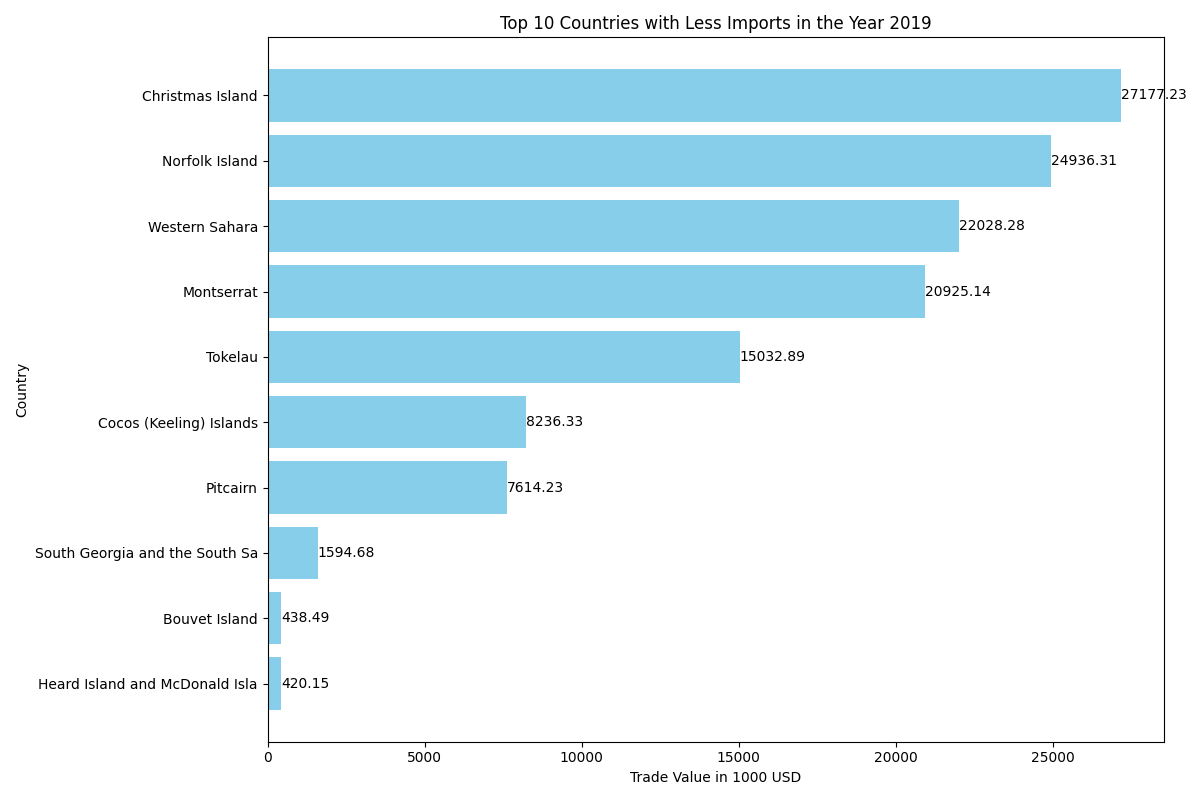 Top 10 Countries with Less Imports in the Year 2019
Country
Christmas Island 27177.23
Norfolk Island 24936.31
Western Sahara 22028.28
Montserrat 20925.14
Tokelau 15032.89
Cocos (Keeling) Islands 8236.33
Pitcairn 7614.23
South Georgia and the South Sa 1594.68
Bouvet Island 438.49
Heard Island and McDonald Isla 420.15
0 5000 10000 15000 20000 25000
Trade Value in 1000 USD